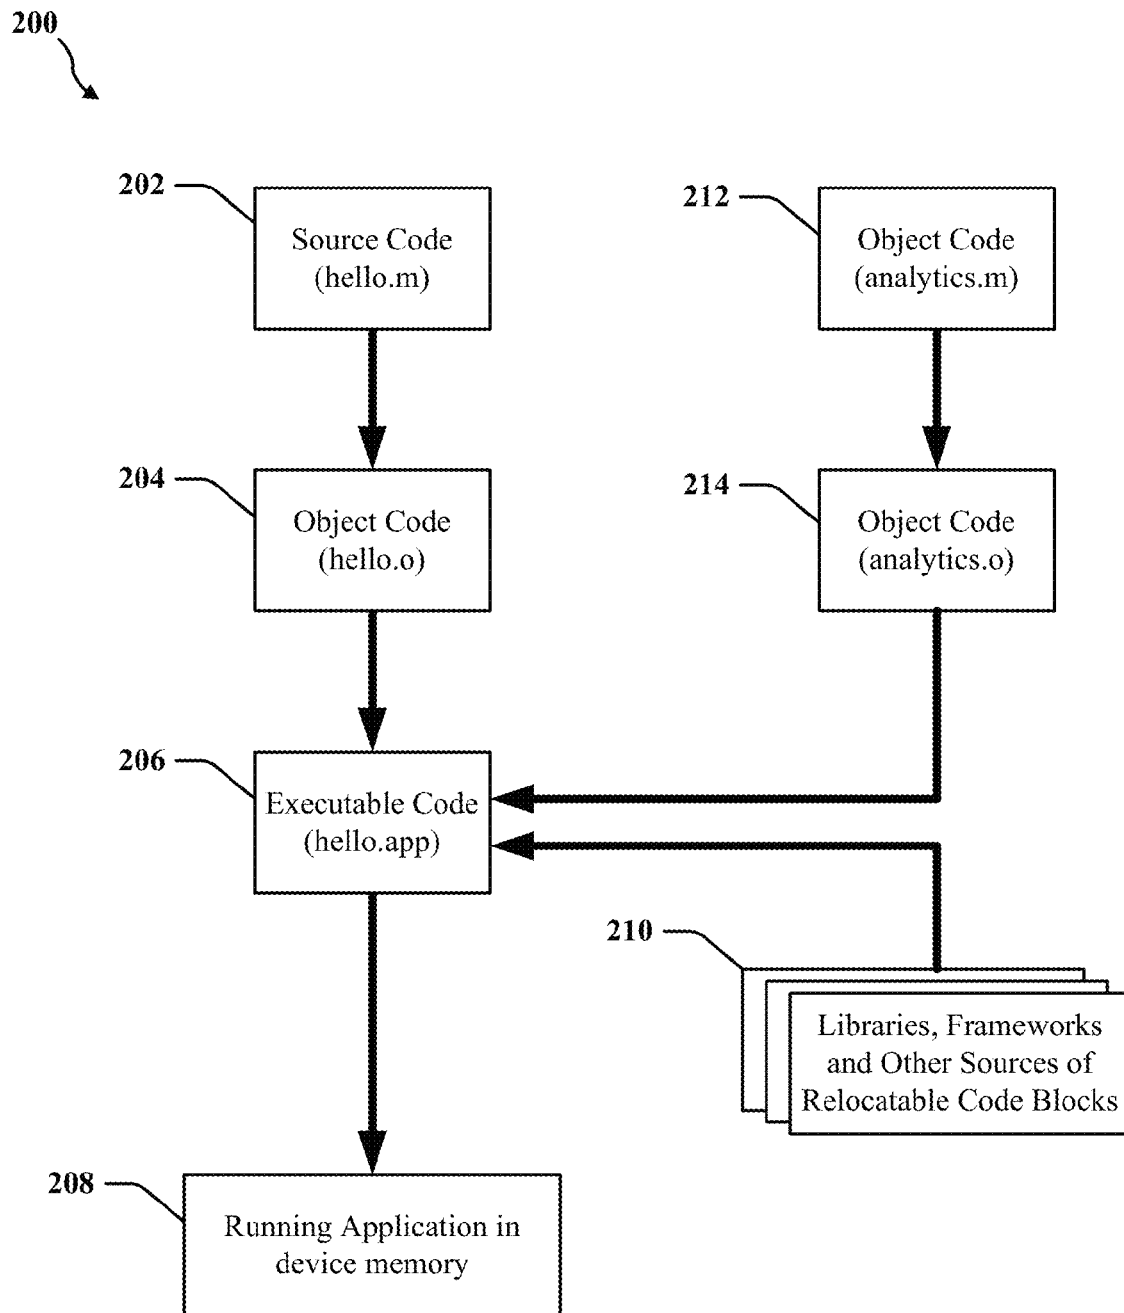 200
202
Source Code
(hello.m)
212
Object Code
(analytics.m)
204
Object Code
(hello.o)
214
Object Code
(analytics.o)
206
Executable Code
(hello.app)
210
Libraries, Frameworks
and Other Sources of
Relocatable Code Blocks
208
Running Application in
device memory